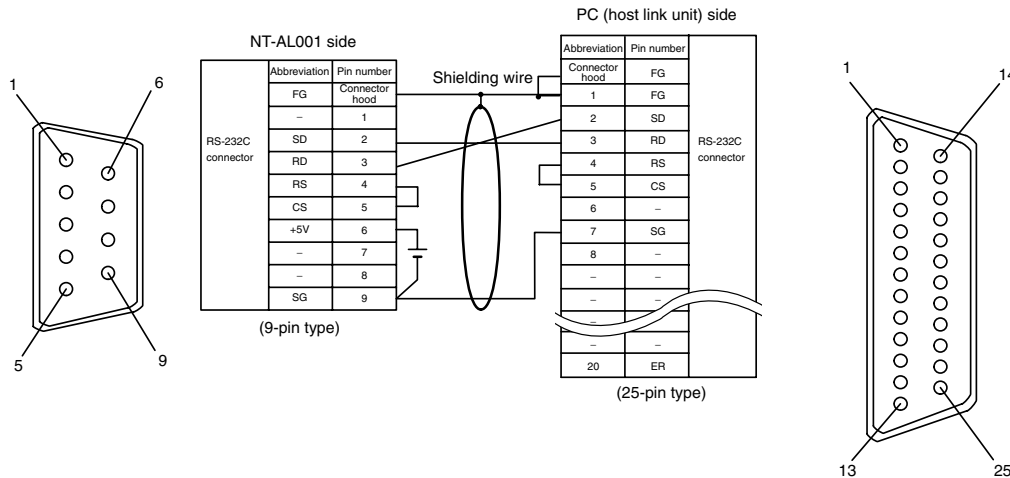 PC (host link unit) side
NT-AL001 side
Abbreviation Pin number
Connector hood FG
1 FG
2 SD
3 RD
4 RS
5 CS
6 –
7 SG
8 –
– –
– –
– –
– –
20 ER
RS-232C
connector
(25-pin type)
Abbreviation Pin number
FG Connector hood
– 1
SD 2
RD 3
RS 4
CS 5
+5V 6
– 7
– 8
SG 9
RS-232C
connector
(9-pin type)
Shielding wire
1
6
5
9
1
14
13
25